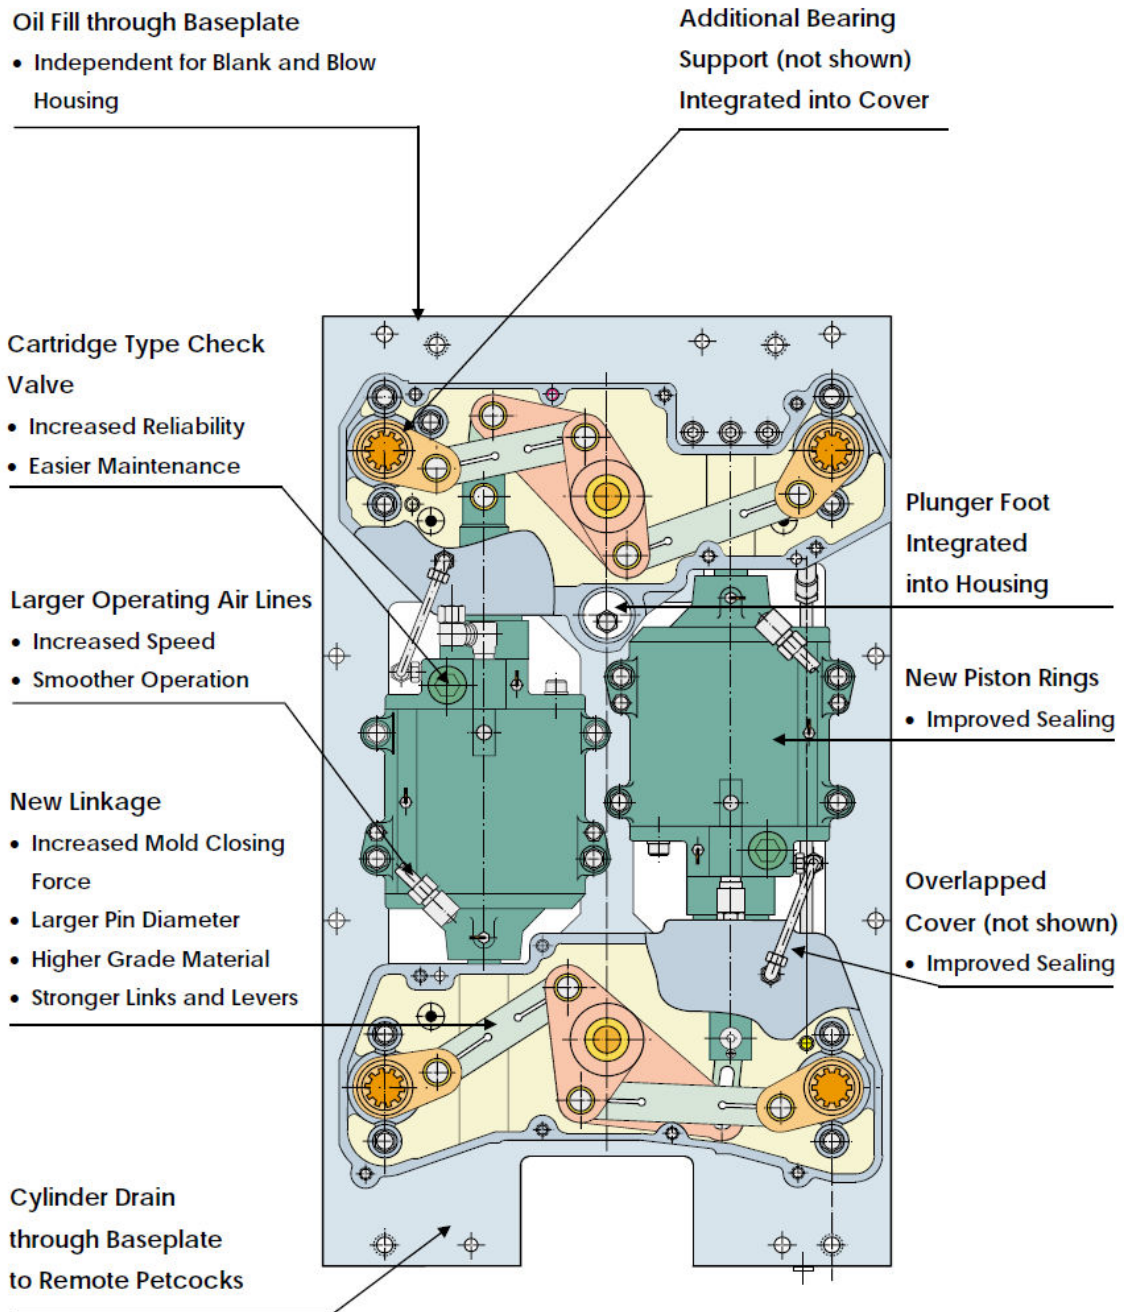 Oil Fill through Baseplate
• Independent for Blank and Blow
Housing
Additional Bearing
Support (not shown)
Integrated into Cover
Cartridge Type Check
Valve
• Increased Reliability
• Easier Maintenance
Larger Operating Air Lines
• Increased Speed
• Smoother Operation
New Linkage
• Increased Mold Closing
Force
• Larger Pin Diameter
• Higher Grade Material
• Stronger Links and Levers
Cylinder Drain
through Baseplate
to Remote Petcocks
Plunger Foot
Integrated
into Housing
New Piston Rings
• Improved Sealing
Overlapped
Cover (not shown)
• Improved Sealing